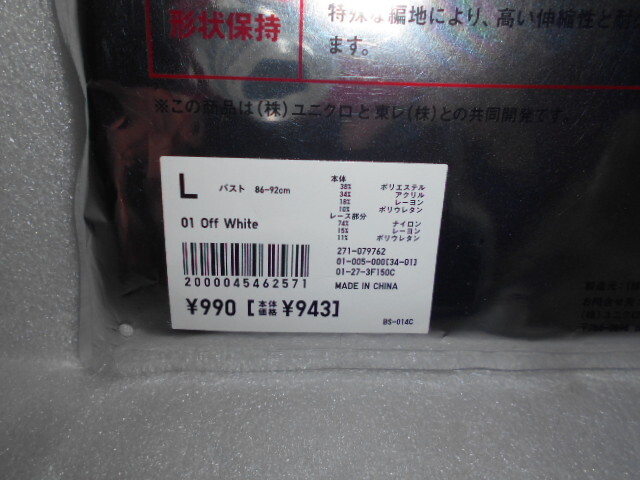 特殊な編地により、高い伸縮性と
形状保持
ます。
※この商品は(株)ユニクロと東レ(株)との共同開発です。
L バスト 86-92cm
01 Off White
本体
38% ポリエステル
34% アクリル
18% レーヨン
10% ポリウレタン
レース部分
74% ナイロン
15% レーヨン
11% ポリウレタン
271-079762
01-005-000[34-01]
01-27-3F150C
MADE IN CHINA
2000045462571
¥990 [本体価格 ¥943]
BS-014C